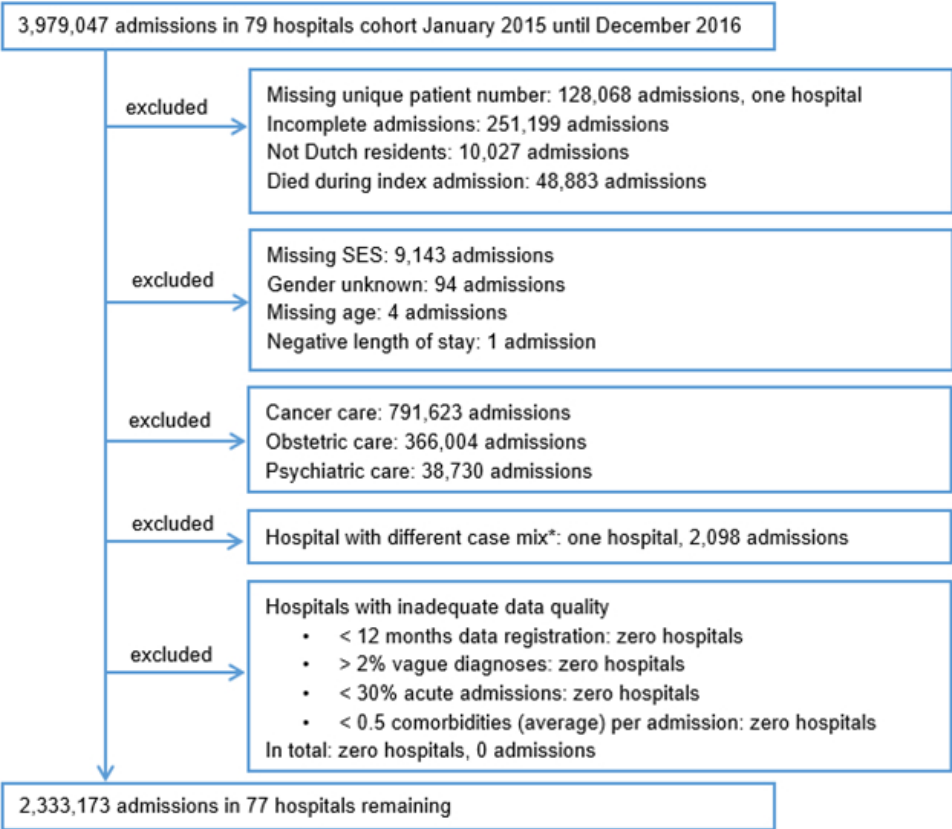 3,979,047 admissions in 79 hospitals cohort January 2015 until December 2016
excluded
Missing unique patient number: 128,068 admissions, one hospital
Incomplete admissions: 251,199 admissions
Not Dutch residents: 10,027 admissions
Died during index admission: 48,883 admissions
excluded
Missing SES: 9,143 admissions
Gender unknown: 94 admissions
Missing age: 4 admissions
Negative length of stay: 1 admission
excluded
Cancer care: 791,623 admissions
Obstetric care: 366,004 admissions
Psychiatric care: 38,730 admissions
excluded
Hospital with different case mix*: one hospital, 2,098 admissions
excluded
Hospitals with inadequate data quality
• < 12 months data registration: zero hospitals
• > 2% vague diagnoses: zero hospitals
• < 30% acute admissions: zero hospitals
• < 0.5 comorbidities (average) per admission: zero hospitals
In total: zero hospitals, 0 admissions
2,333,173 admissions in 77 hospitals remaining